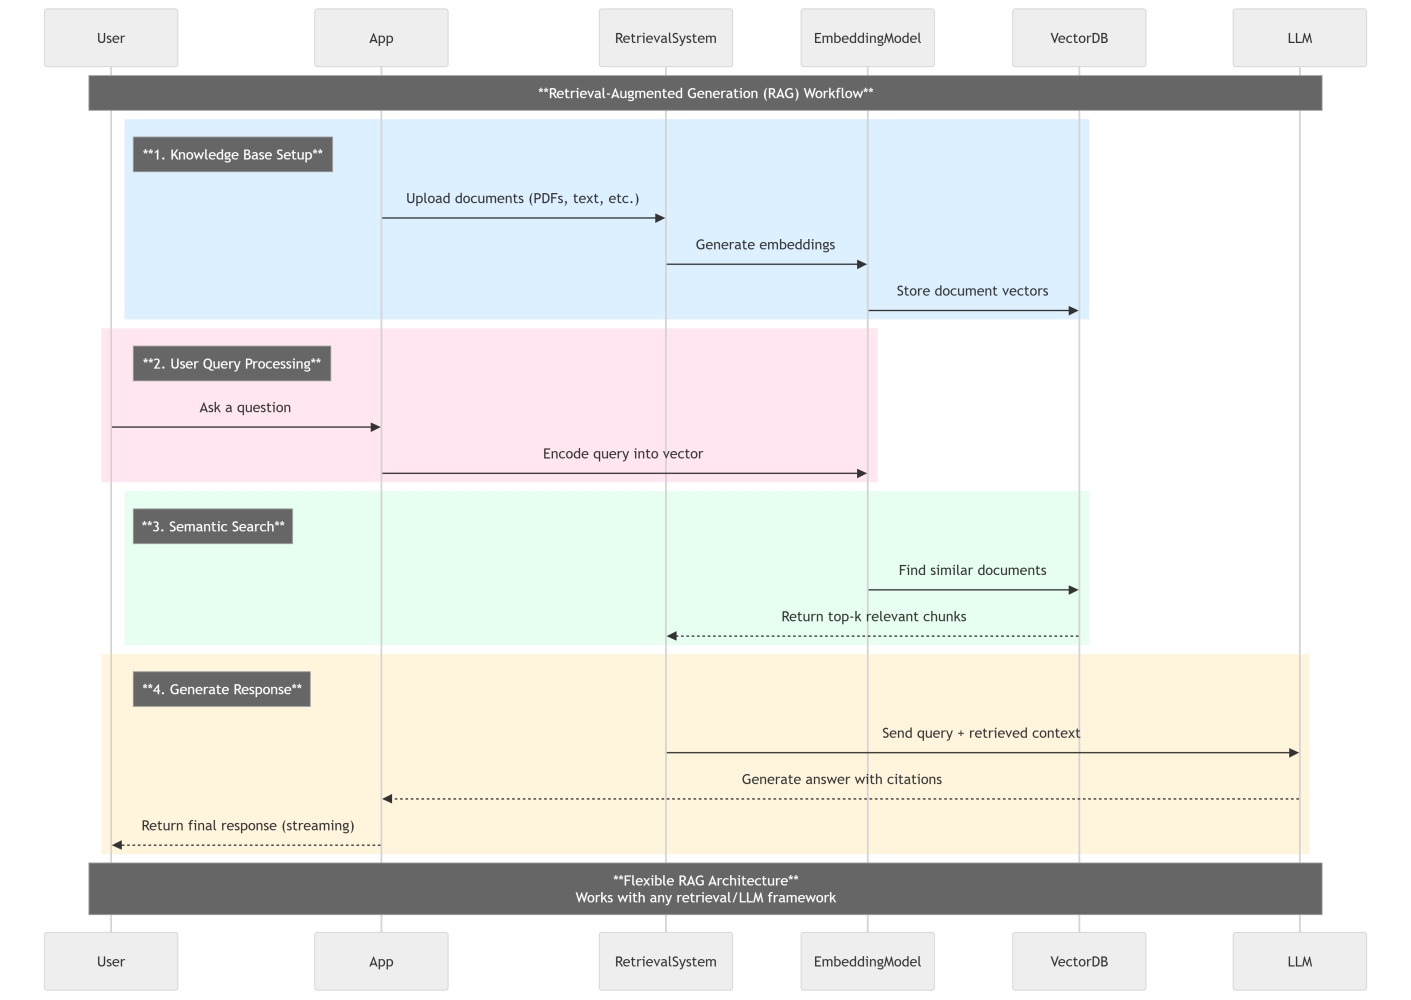 User
App
RetrievalSystem
EmbeddingModel
VectorDB
LLM
**Retrieval-Augmented Generation (RAG) Workflow**
**1. Knowledge Base Setup**
Upload documents (PDFs, text, etc.)
Generate embeddings
Store document vectors
**2. User Query Processing**
Ask a question
Encode query into vector
**3. Semantic Search**
Find similar documents
Return top-k relevant chunks
**4. Generate Response**
Send query + retrieved context
Generate answer with citations
Return final response (streaming)
**Flexible RAG Architecture**
Works with any retrieval/LLM framework
User
App
RetrievalSystem
EmbeddingModel
VectorDB
LLM